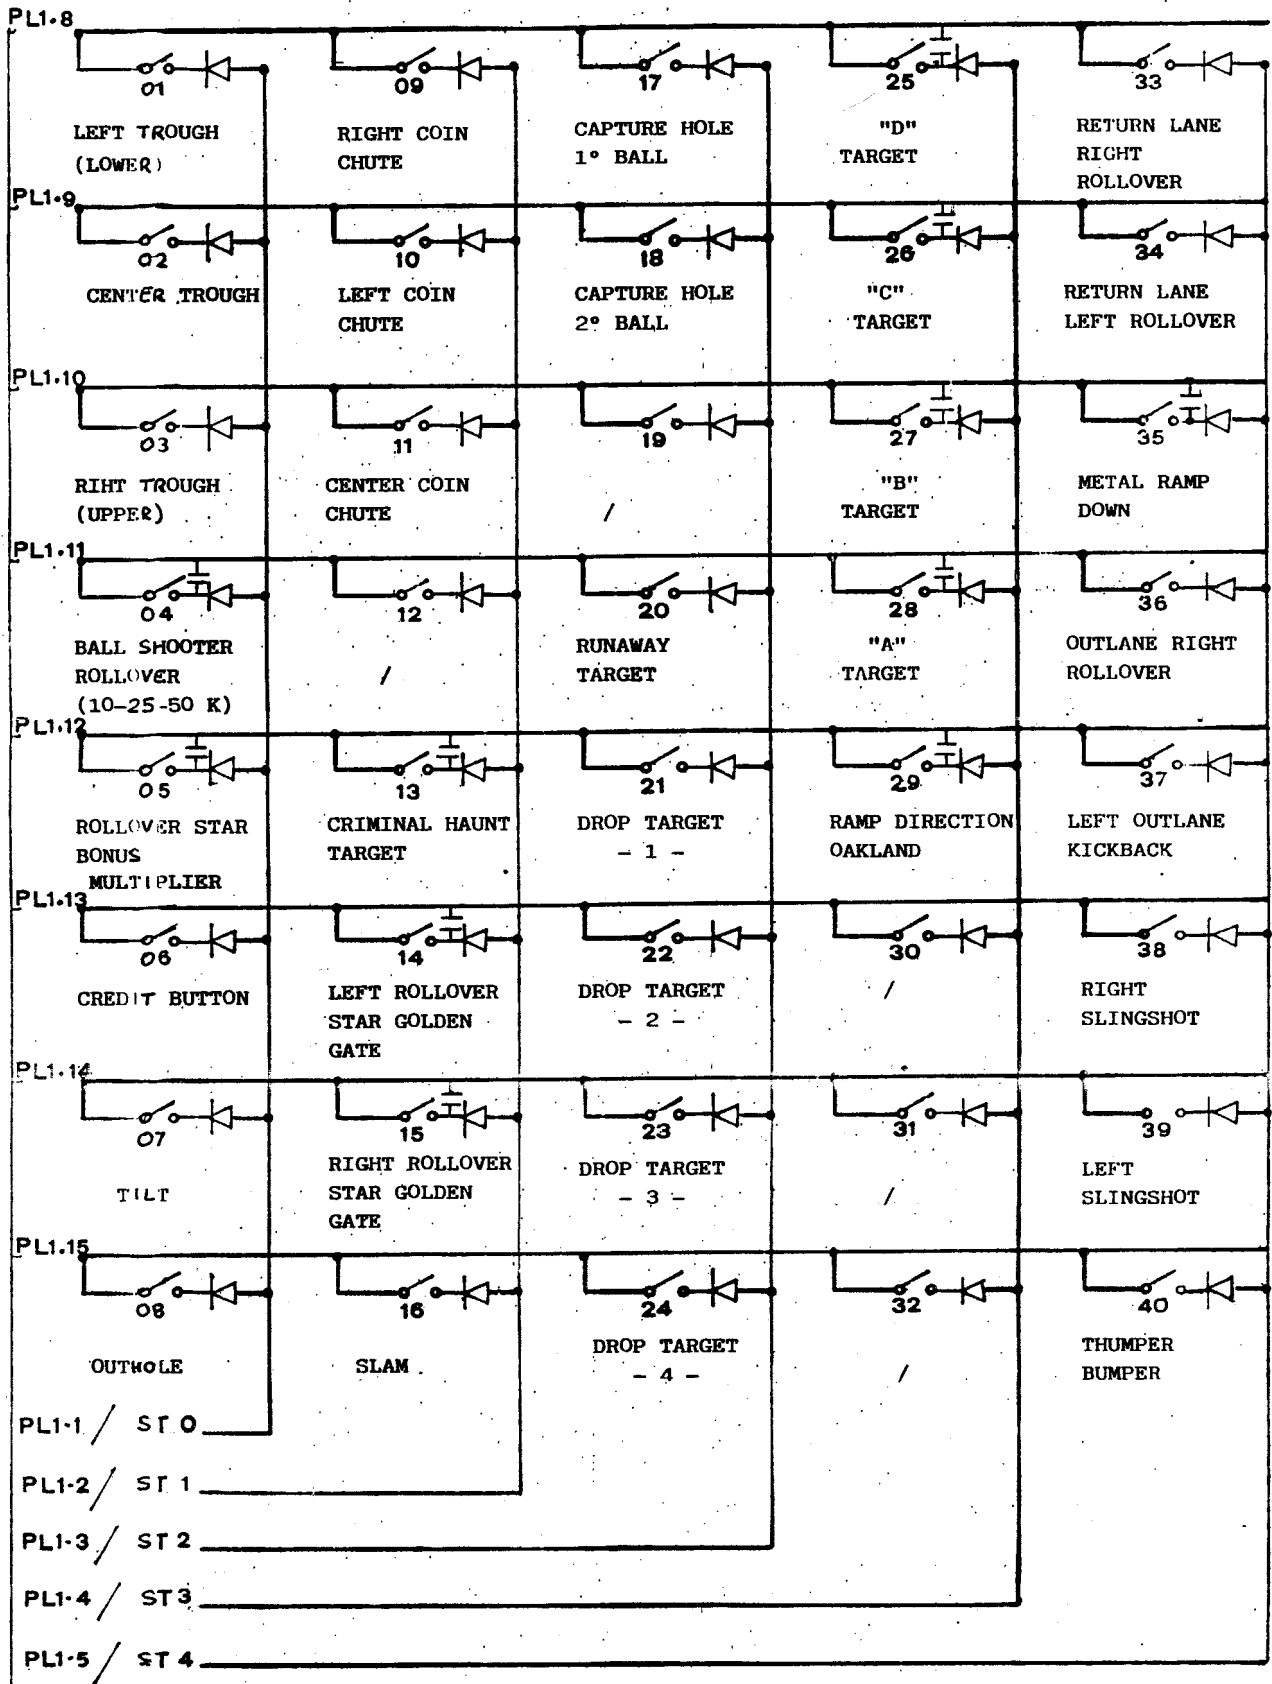 PL1.8
01 09 17 25 33
LEFT TROUGH
(LOWER)
RIGHT COIN
CHUTE
CAPTURE HOLE
1° BALL
"D"
TARGET
RETURN LANE
RIGHT
ROLLOVER
PL1.9
02 10 18 26 34
CENTER TROUGH
LEFT COIN
CHUTE
CAPTURE HOLE
2° BALL
"C"
TARGET
RETURN LANE
LEFT ROLLOVER
PL1.10
03 11 19 27 35
RIHT TROUGH
(UPPER)
CENTER COIN
CHUTE
/
"B"
TARGET
METAL RAMP
DOWN
PL1.11
04 12 20 28 36
BALL SHOOTER
ROLLOVER
(10-25-50 K)
/
RUNAWAY
TARGET
"A"
TARGET
OUTLANE RIGHT
ROLLOVER
PL1.12
05 13 21 29 37
ROLLOVER STAR
BONUS
MULTIPLIER
CRIMINAL HAUNT
TARGET
DROP TARGET
- 1 -
RAMP DIRECTION
OAKLAND
LEFT OUTLANE
KICKBACK
PL1.13
06 14 22 30 38
CREDIT BUTTON
LEFT ROLLOVER
STAR GOLDEN
GATE
DROP TARGET
- 2 -
/
RIGHT
SLINGSHOT
PL1.14
07 15 23 31 39
TILT
RIGHT ROLLOVER
STAR GOLDEN
GATE
DROP TARGET
- 3 -
/
LEFT
SLINGSHOT
PL1.15
08 16 24 32 40
OUTHOLE
SLAM
DROP TARGET
- 4 -
/
THUMPER
BUMPER
PL1-1 / ST 0
PL1-2 / ST 1
PL1-3 / ST 2
PL1-4 / ST 3
PL1-5 / ST 4